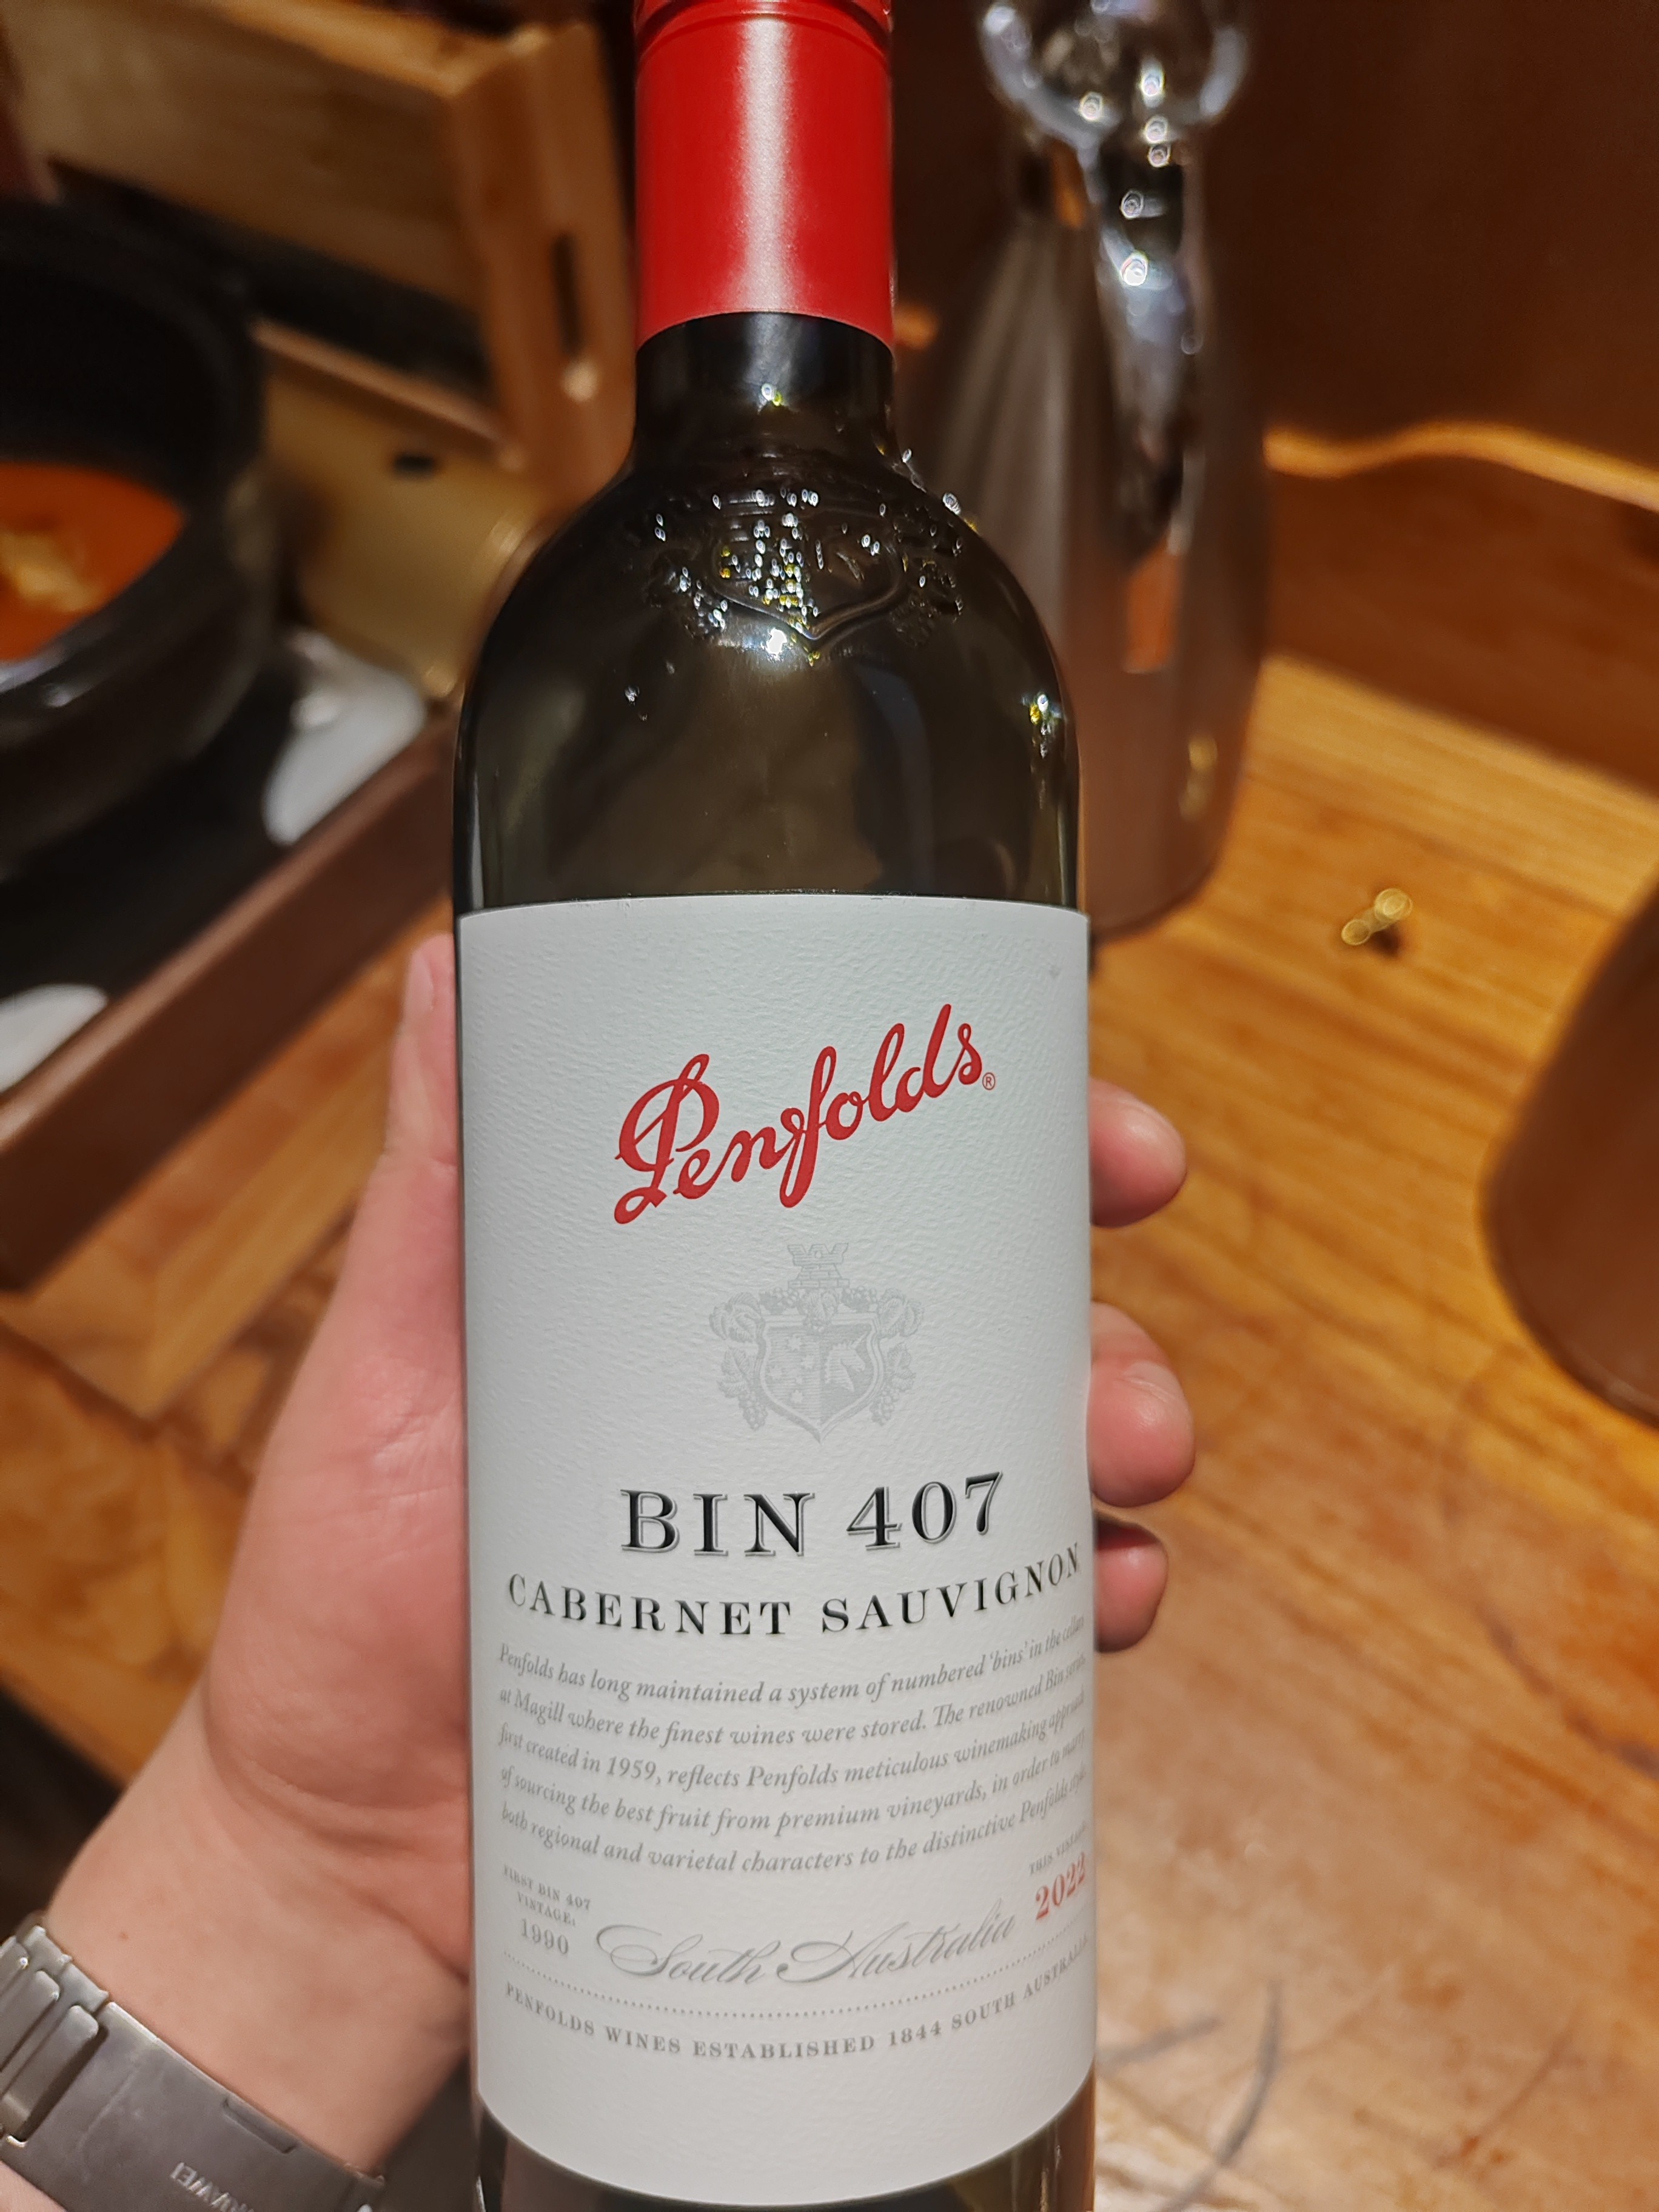 Penfolds®
BIN 407
CABERNET SAUVIGNON
Penfolds has long maintained a system of numbered 'bins' in the cellars
at Magill where the finest wines were stored. The renowned Bin series,
first created in 1959, reflects Penfolds meticulous winemaking approach
of sourcing the best fruit from premium vineyards, in order to marry
both regional and varietal characters to the distinctive Penfolds style.
FIRST BIN 407
VINTAGE:
1990
South Australia
THIS VINTAGE
2022
PENFOLDS WINES ESTABLISHED 1844 SOUTH AUSTRALIA
HUAWEI